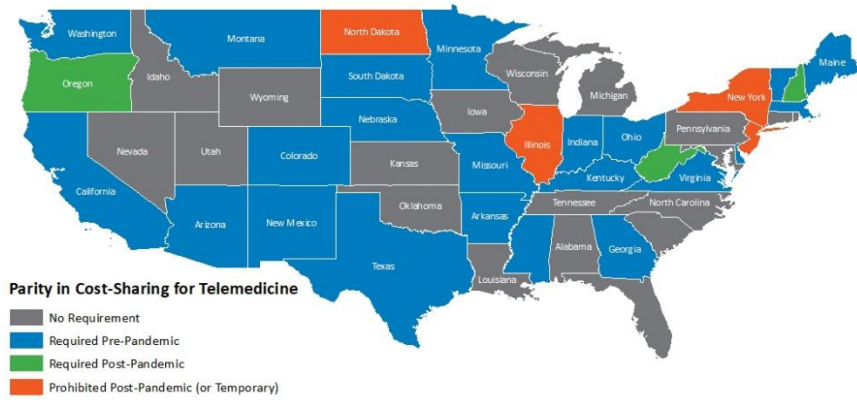 Washington
Montana
North Dakota
Minnesota
Maine
Oregon
Idaho
South Dakota
Wisconsin
Michigan
New York
Wyoming
Iowa
Pennsylvania
Nebraska
Nevada
Utah
Colorado
Illinois
Indiana
Ohio
California
Kansas
Missouri
Kentucky
Virginia
Arizona
New Mexico
Oklahoma
Arkansas
Tennessee
North Carolina
Texas
Louisiana
Alabama
Georgia
Parity in Cost-Sharing for Telemedicine
No Requirement
Required Pre-Pandemic
Required Post-Pandemic
Prohibited Post-Pandemic (or Temporary)